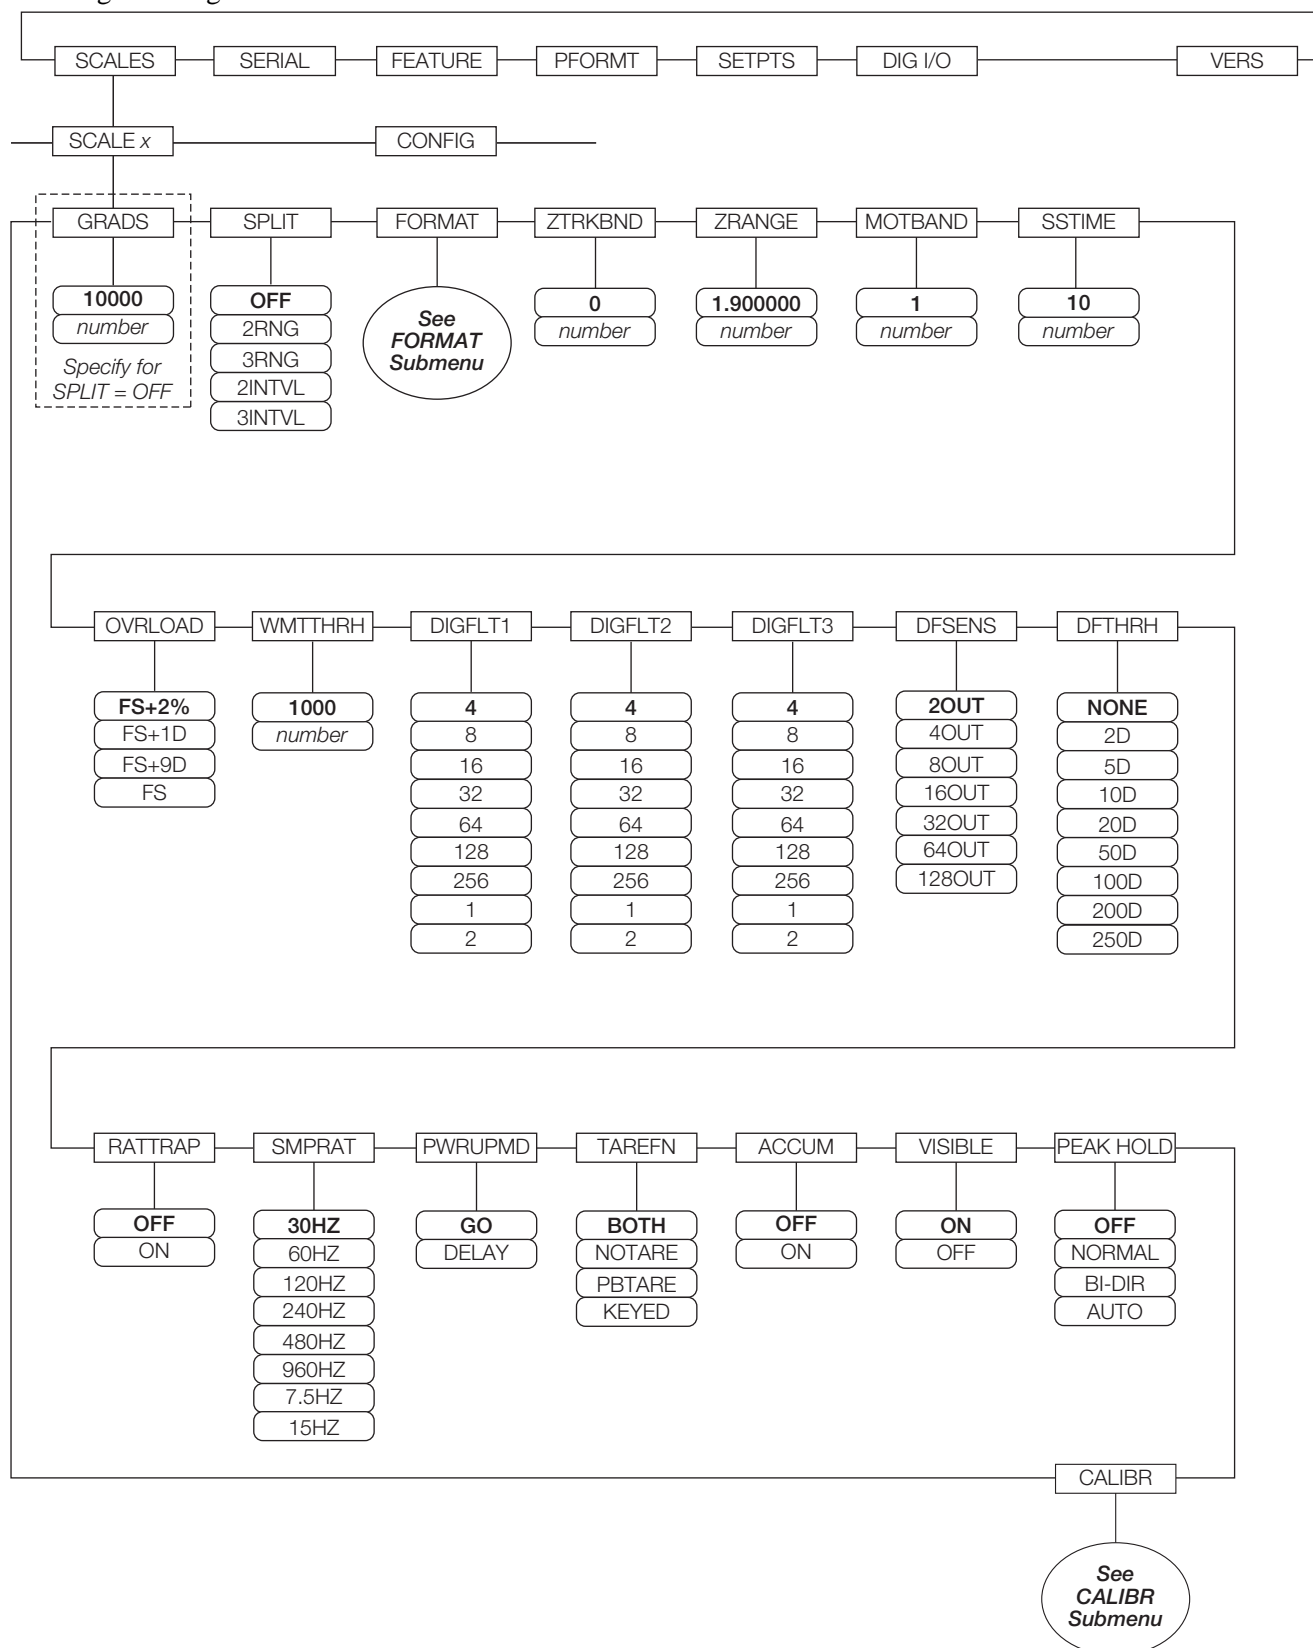 SCALES SERIAL FEATURE PFORMT SETPTS DIG I/O VERS
SCALE x CONFIG
GRADS SPLIT FORMAT ZTRKBND ZRANGE MOTBAND SSTIME
10000
number
Specify for
SPLIT = OFF
OFF
2RNG
3RNG
2INTVL
3INTVL
See
FORMAT
Submenu
0
number
1.900000
number
1
number
10
number
OVRLOAD WMTTHRH DIGFLT1 DIGFLT2 DIGFLT3 DFSENS DFTHRH
FS+2%
FS+1D
FS+9D
FS
1000
number
4
8
16
32
64
128
256
1
2
4
8
16
32
64
128
256
1
2
4
8
16
32
64
128
256
1
2
2OUT
4OUT
8OUT
16OUT
32OUT
64OUT
128OUT
NONE
2D
5D
10D
20D
50D
100D
200D
250D
RATTRAP SMPRAT PWRUPMD TAREFN ACCUM VISIBLE PEAK HOLD
OFF
ON
30HZ
60HZ
120HZ
240HZ
480HZ
960HZ
7.5HZ
15HZ
GO
DELAY
BOTH
NOTARE
PBTARE
KEYED
OFF
ON
ON
OFF
OFF
NORMAL
BI-DIR
AUTO
CALIBR
See
CALIBR
Submenu